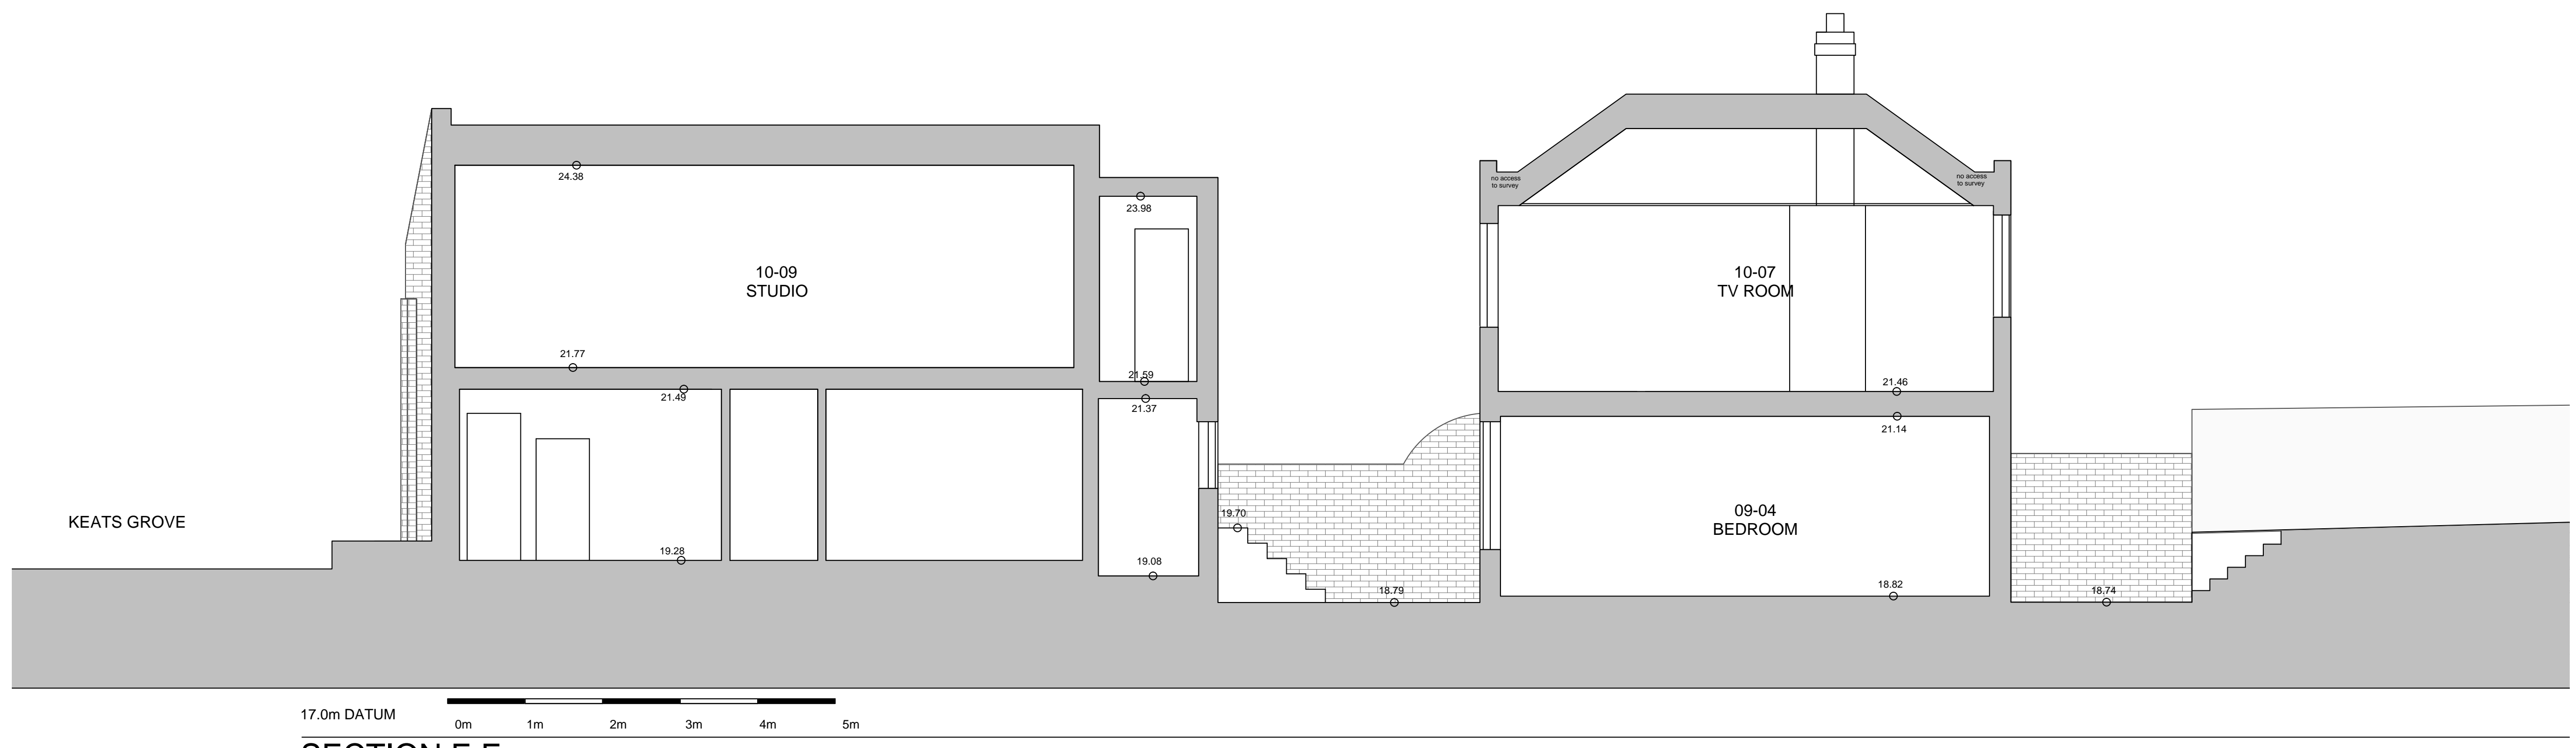 no access
to survey
no access
to survey
24.38
23.98
10-09
STUDIO
10-07
TV ROOM
21.77
21.59
21.46
21.49
21.37
21.14
KEATS GROVE
19.70
09-04
BEDROOM
19.28
19.08
18.79
18.82
18.74
17.0m DATUM
0m 1m 2m 3m 4m 5m